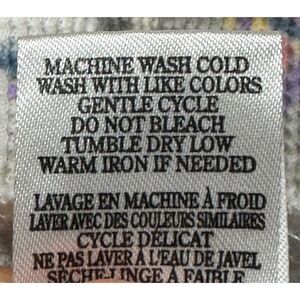 MACHINE WASH COLD
WASH WITH LIKE COLORS
GENTLE CYCLE
DO NOT BLEACH
TUMBLE DRY LOW
WARM IRON IF NEEDED
LAVAGE EN MACHINE À FROID
LAVER AVEC DES COULEURS SIMILAIRES
CYCLE DÉLICAT
NE PAS LAVER À L'EAU DE JAVEL
SÈCHE-LINGE À FAIBLE